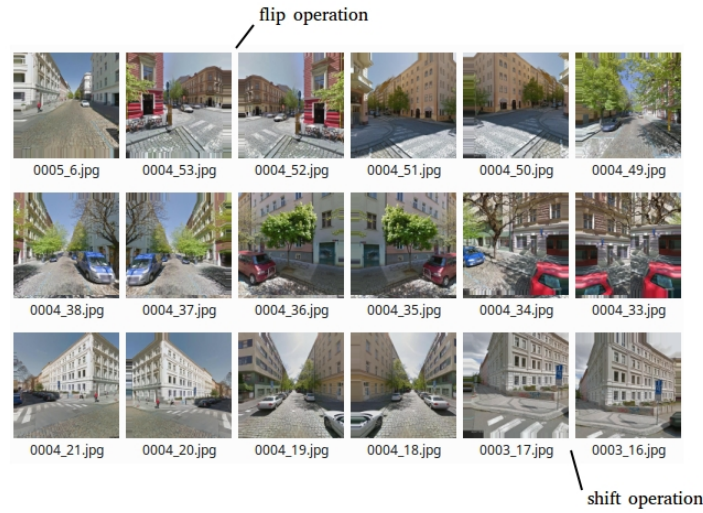 flip operation
0005_6.jpg 0004_53.jpg 0004_52.jpg 0004_51.jpg 0004_50.jpg 0004_49.jpg
0004_38.jpg 0004_37.jpg 0004_36.jpg 0004_35.jpg 0004_34.jpg 0004_33.jpg
0004_21.jpg 0004_20.jpg 0004_19.jpg 0004_18.jpg 0003_17.jpg 0003_16.jpg
shift operation